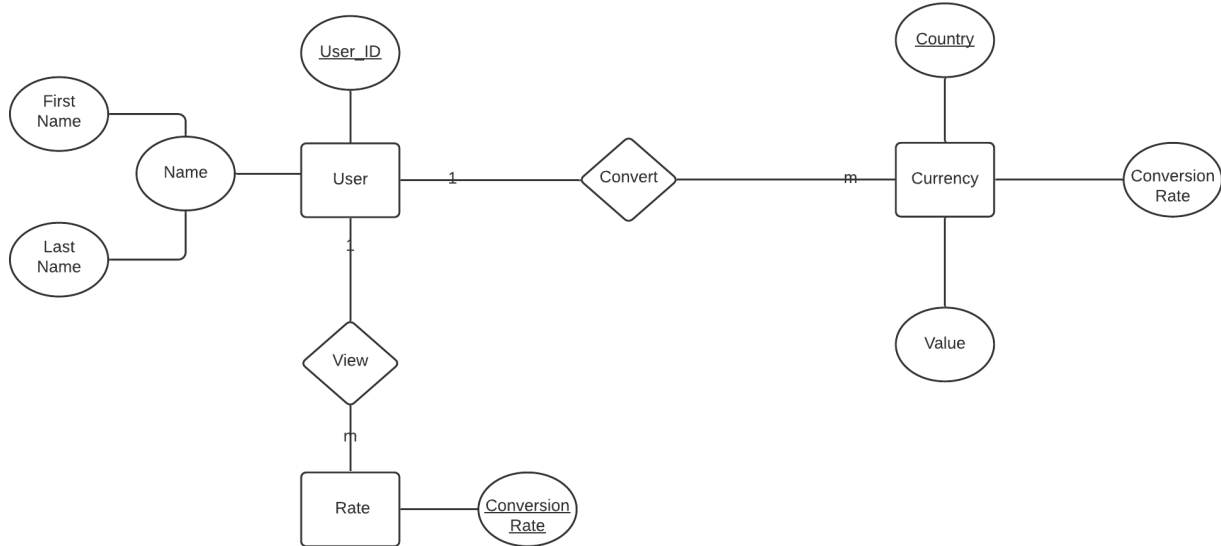 Country
User_ID
First
Name
Name
User
1
Convert
m
Currency
Conversion
Rate
Last
Name
1
View
Value
m
Rate
Conversion
Rate